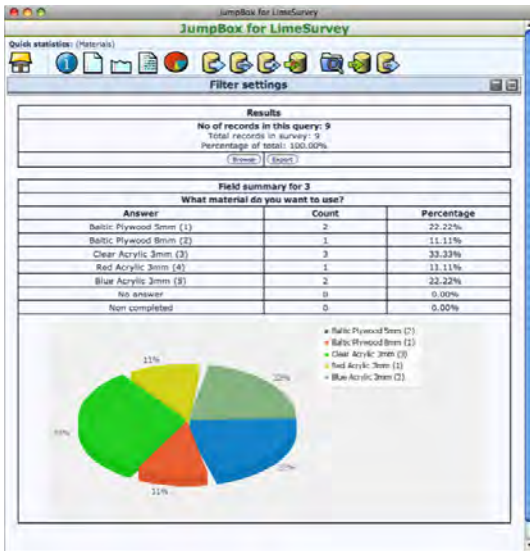 JumpBox for LimeSurvey
JumpBox for LimeSurvey
Quick statistics: (Materials)
Filter settings
Results
No of records in this query: 9
Total records in survey: 9
Percentage of total: 100.00%
Browse Export
Field summary for 3
What material do you want to use?
Answer Count Percentage
Baltic Plywood 5mm (1) 2 22.22%
Baltic Plywood 8mm (2) 1 11.11%
Clear Acrylic 3mm (3) 3 33.33%
Red Acrylic 3mm (4) 1 11.11%
Blue Acrylic 3mm (5) 2 22.22%
No answer 0 0.00%
Non completed 0 0.00%
Baltic Plywood 5mm (2)
Baltic Plywood 8mm (1)
Clear Acrylic 3mm (3)
Red Acrylic 3mm (1)
Blue Acrylic 3mm (2)
11%
22%
33%
22%
11%